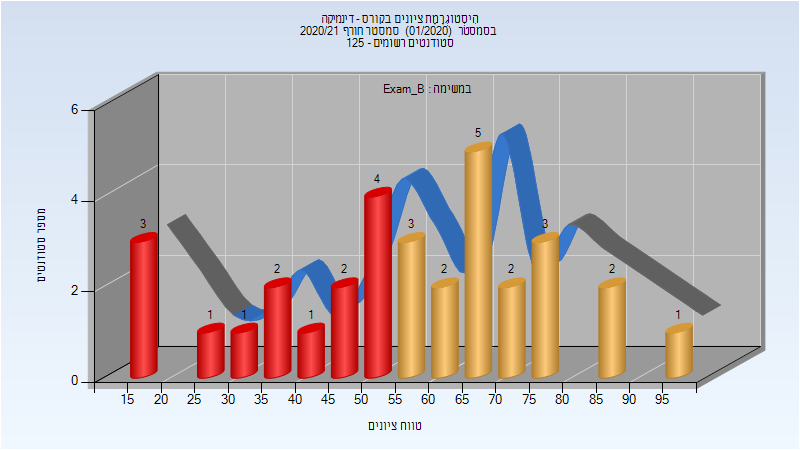 היסטוגרמת ציונים בקורס - דינמיקה
בסמסטר (01/2020) סמסטר חורף 2020/21
סטודנטים רשומים - 125
במשימה : Exam_B
מספר סטודנטים
6
4
2
0
3
1
1
2
1
2
4
3
2
5
2
3
2
1
15 20 25 30 35 40 45 50 55 60 65 70 75 80 85 90 95
טווח ציונים